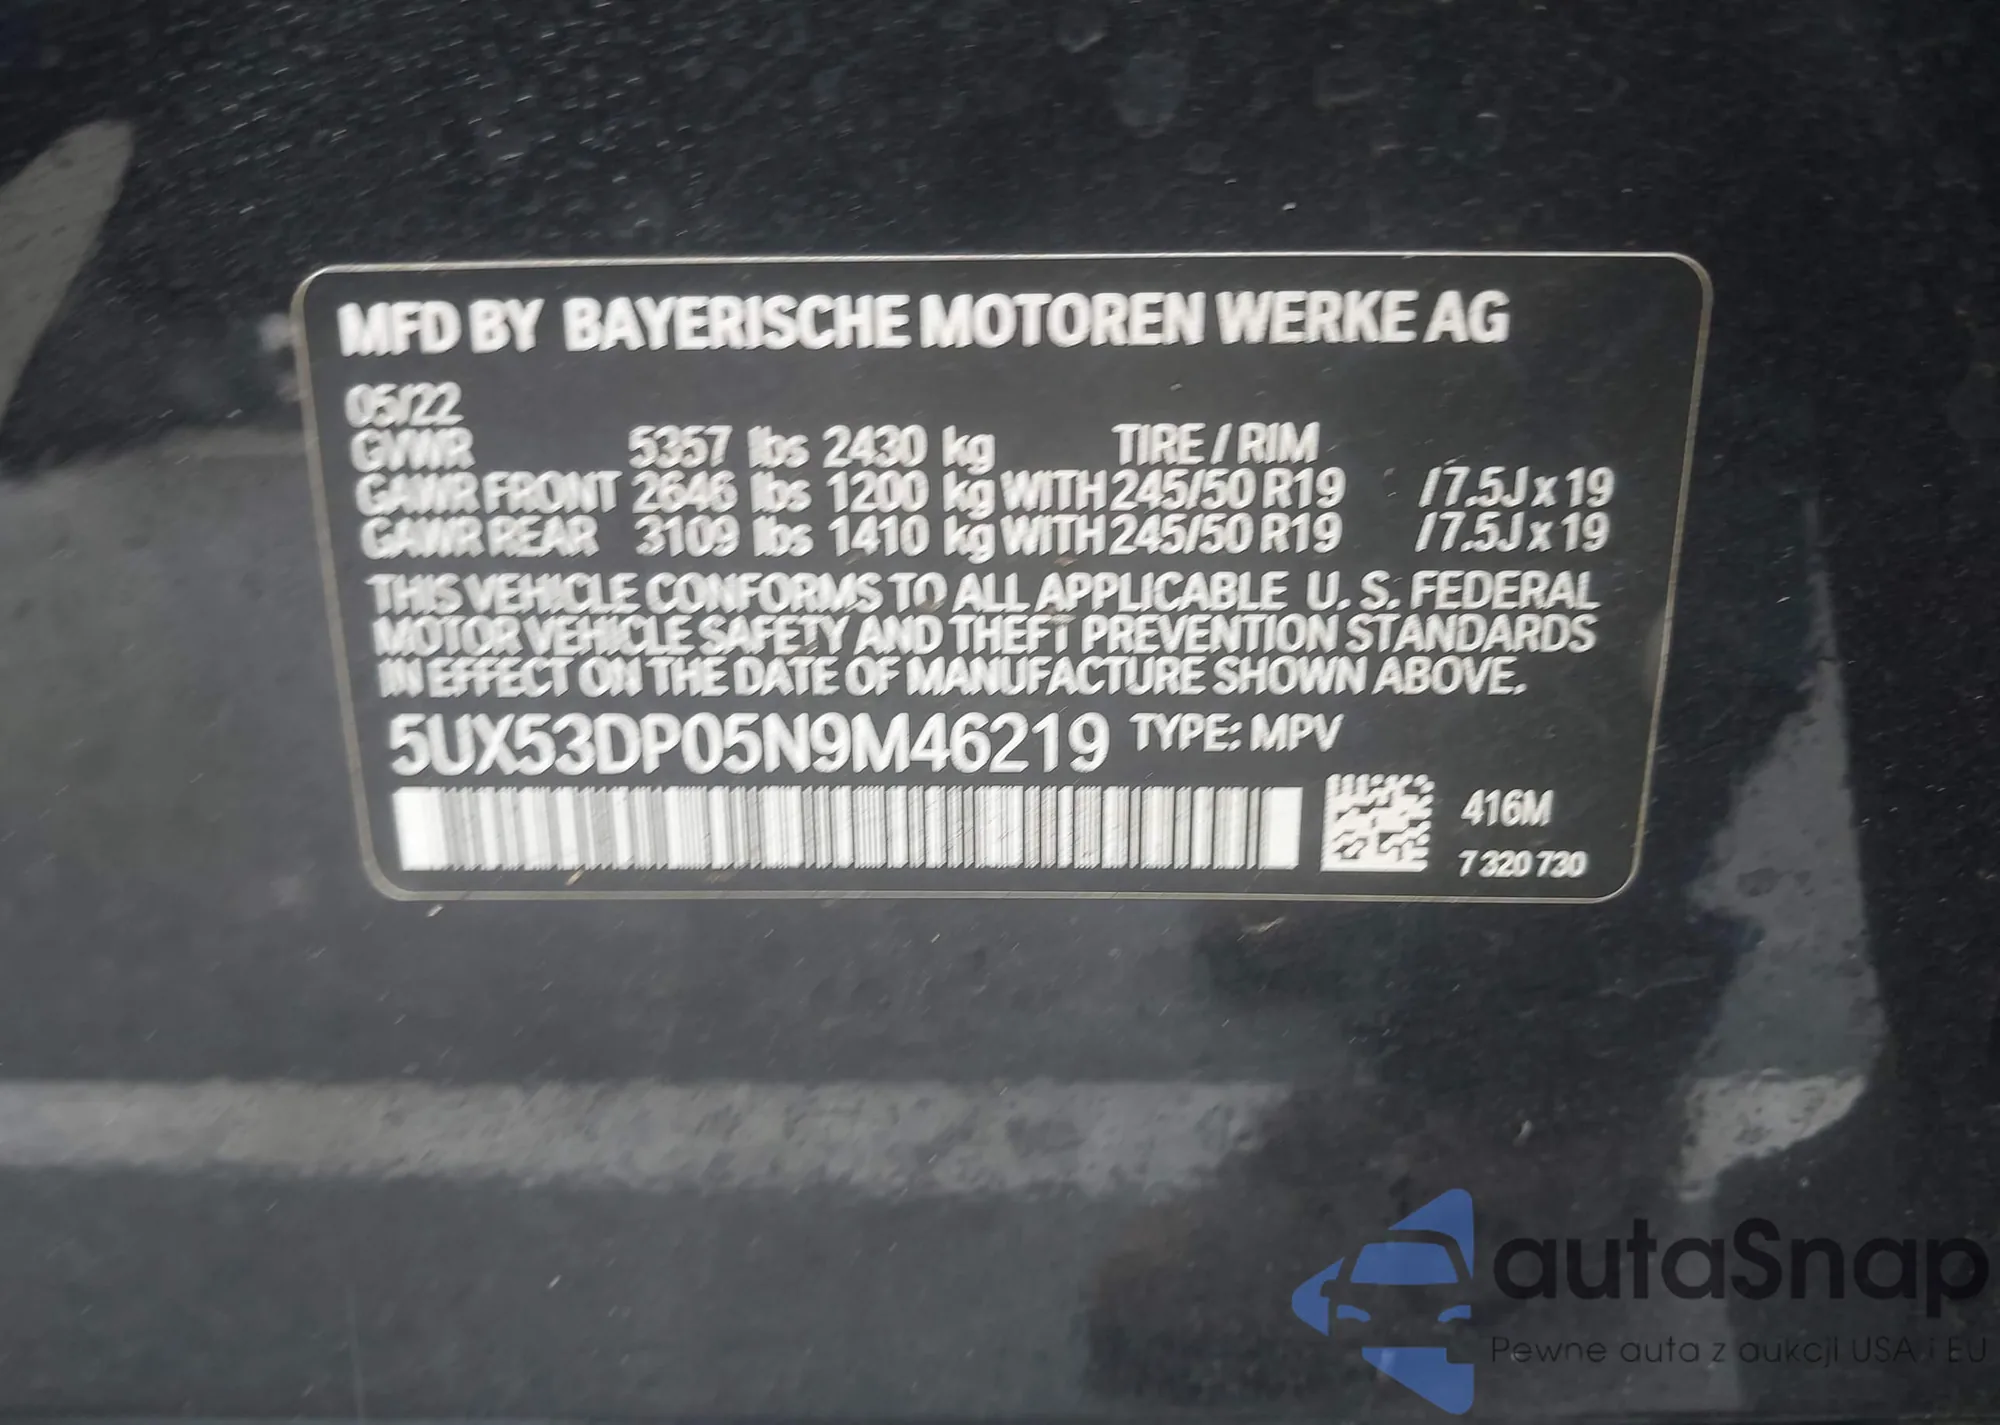 MFD BY BAYERISCHE MOTOREN WERKE AG
05/22
GVWR 5357 lbs 2430 kg TIRE / RIM
GAWR FRONT 2646 lbs 1200 kg WITH 245/50 R19 / 7.5J x 19
GAWR REAR 3109 lbs 1410 kg WITH 245/50 R19 / 7.5J x 19
THIS VEHICLE CONFORMS TO ALL APPLICABLE U. S. FEDERAL
MOTOR VEHICLE SAFETY AND THEFT PREVENTION STANDARDS
IN EFFECT ON THE DATE OF MANUFACTURE SHOWN ABOVE.
5UX53DP05N9M46219 TYPE: MPV
416M
7 320 730
autaSnap
Pewne auta z aukcji USA i EU